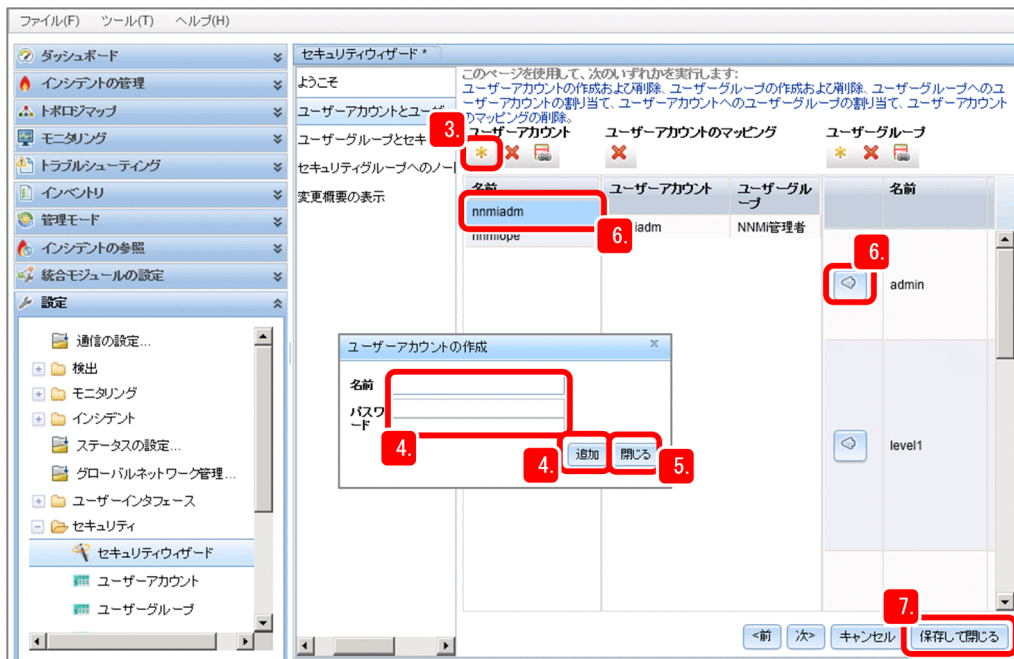 ファイル(F) ツール(T) ヘルプ(H)
ダッシュボード
インシデントの管理
トポロジマップ
モニタリング
トラブルシューティング
インベントリ
管理モード
インシデントの参照
統合モジュールの設定
設定
通信の設定...
検出
モニタリング
インシデント
ステータスの設定...
グローバルネットワーク管理...
ユーザーインタフェース
セキュリティ
セキュリティウィザード
ユーザーアカウント
ユーザーグループ
セキュリティウィザード *
ようこそ
ユーザーアカウントとユーザ
ユーザーグループとセキ
セキュリティグループへのノー
変更概要の表示
このページを使用して、次のいずれかを実行します:
ユーザーアカウントの作成および削除、ユーザーグループの作成および削除、ユーザーグループへのユ
ーザーアカウントの割り当て、ユーザーアカウントへのユーザーグループの割り当て、ユーザーアカウント
のマッピングの削除。
3.
ユーザーアカウント ユーザーアカウントのマッピング ユーザーグループ
名前 ユーザーアカウント ユーザーグル
ープ 名前
nnmiadm
6.
iadm NNMi管理者
nnmiope
6.
admin
level1
ユーザーアカウントの作成
名前
パスワ
ード
4.
4.
追加 閉じる
5.
7.
<前 次> キャンセル 保存して閉じる